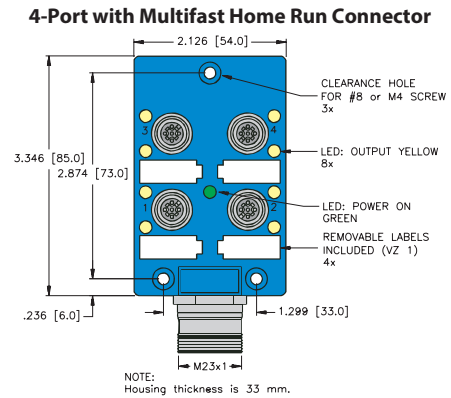 4-Port with Multifast Home Run Connector
2.126 [54.0]
CLEARANCE HOLE
FOR #8 or M4 SCREW
3x
3
4
LED: OUTPUT YELLOW
8x
3.346 [85.0]
2.874 [73.0]
1
2
LED: POWER ON
GREEN
REMOVABLE LABELS
INCLUDED (VZ 1)
4x
.236 [6.0]
1.299 [33.0]
M23x1
NOTE:
Housing thickness is 33 mm.